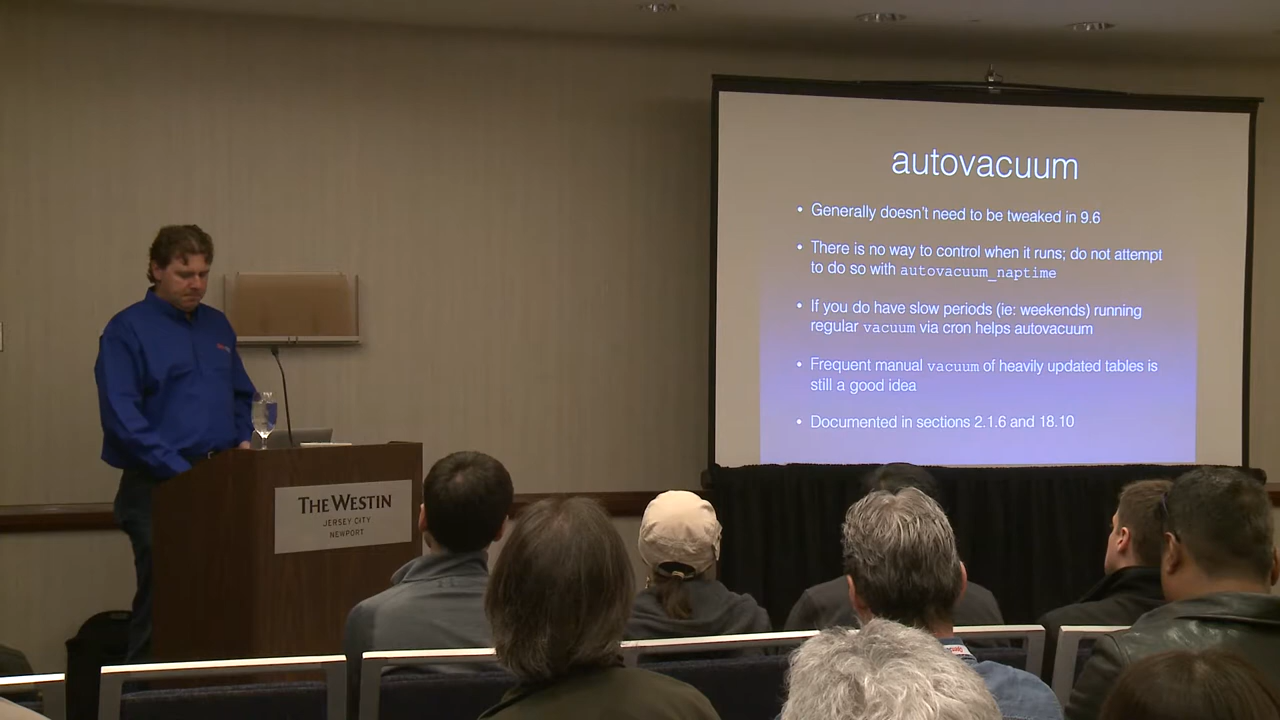 autovacuum
• Generally doesn't need to be tweaked in 9.6
• There is no way to control when it runs; do not attempt
to do so with autovacuum_naptime
• If you do have slow periods (ie: weekends) running
regular vacuum via cron helps autovacuum
• Frequent manual vacuum of heavily updated tables is
still a good idea
• Documented in sections 2.1.6 and 18.10
THE WESTIN
JERSEY CITY
NEWPORT